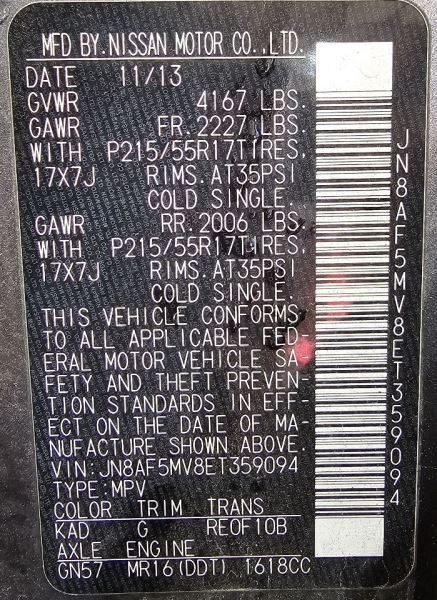 MFD BY.NISSAN MOTOR CO.,LTD.
DATE 11/13
GVWR 4167 LBS.
GAWR FR.2227 LBS.
WITH P215/55R17TIRES,
17X7J RIMS.AT35PSI
COLD SINGLE.
GAWR RR.2006 LBS.
WITH P215/55R17TIRES,
17X7J RIMS.AT35PSI
COLD SINGLE.
THIS VEHICLE CONFORMS
TO ALL APPLICABLE FED-
ERAL MOTOR VEHICLE SA-
FETY AND THEFT PREVEN-
TION STANDARDS IN EFF-
ECT ON THE DATE OF MA-
NUFACTURE SHOWN ABOVE.
VIN:JN8AF5MV8ET359094
TYPE:MPV
COLOR TRIM TRANS
KAD G RE0F10B
AXLE ENGINE
GN57 MR16(DDT) 1618CC
JN8AF5MV8ET359094